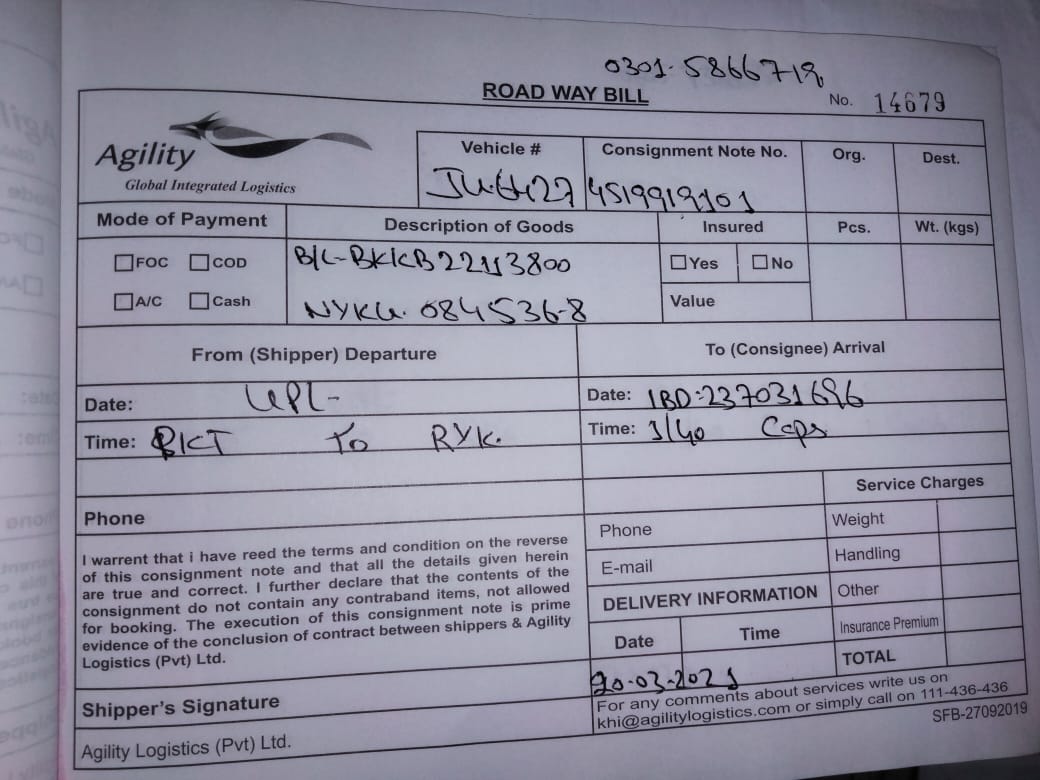 0301-5866719
ROAD WAY BILL
No. 14679
Agility
Global Integrated Logistics
Vehicle #
Consignment Note No.
Org.
Dest.
4519919101
Mode of Payment
Description of Goods
Insured
Pcs.
Wt. (kgs)
FOC COD
A/C Cash
B/L-BKKB22113800
NYKU. 084536-8
Yes No
Value
From (Shipper) Departure
To (Consignee) Arrival
Date: UPL-
Date: IBD:237031696
Time: BKT To RYK.
Time: 1/40 Caps
Service Charges
Phone
Phone
Weight
E-mail
Handling
Other
Insurance Premium
TOTAL
I warrent that i have reed the terms and condition on the reverse
of this consignment note and that all the details given herein
are true and correct. I further declare that the contents of the
consignment do not contain any contraband items, not allowed
for booking. The execution of this consignment note is prime
evidence of the conclusion of contract between shippers & Agility
Logistics (Pvt) Ltd.
DELIVERY INFORMATION
Date Time
20-03-2021
Shipper's Signature
For any comments about services write us on
khi@agilitylogistics.com or simply call on 111-436-436
Agility Logistics (Pvt) Ltd.
SFB-27092019